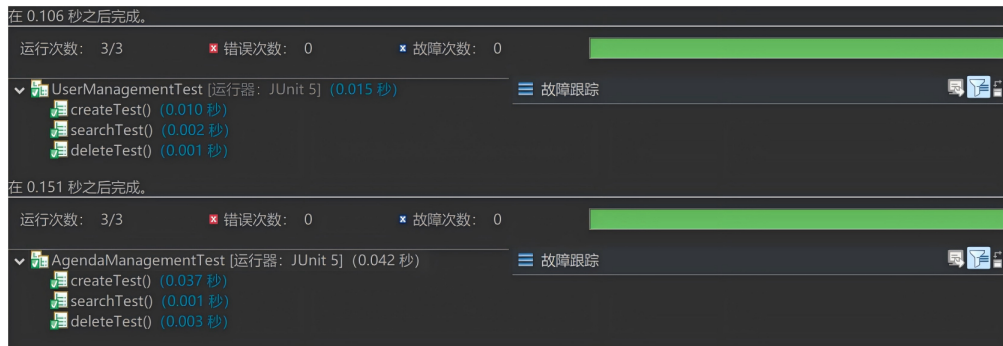 在 0.106 秒之后完成。
运行次数： 3/3 错误次数： 0 故障次数： 0
UserManagementTest [运行器：JUnit 5] (0.015 秒)
故障跟踪
createTest() (0.010 秒)
searchTest() (0.002 秒)
deleteTest() (0.001 秒)
在 0.151 秒之后完成。
运行次数： 3/3 错误次数： 0 故障次数： 0
AgendaManagementTest [运行器：JUnit 5] (0.042 秒)
故障跟踪
createTest() (0.037 秒)
searchTest() (0.001 秒)
deleteTest() (0.003 秒)